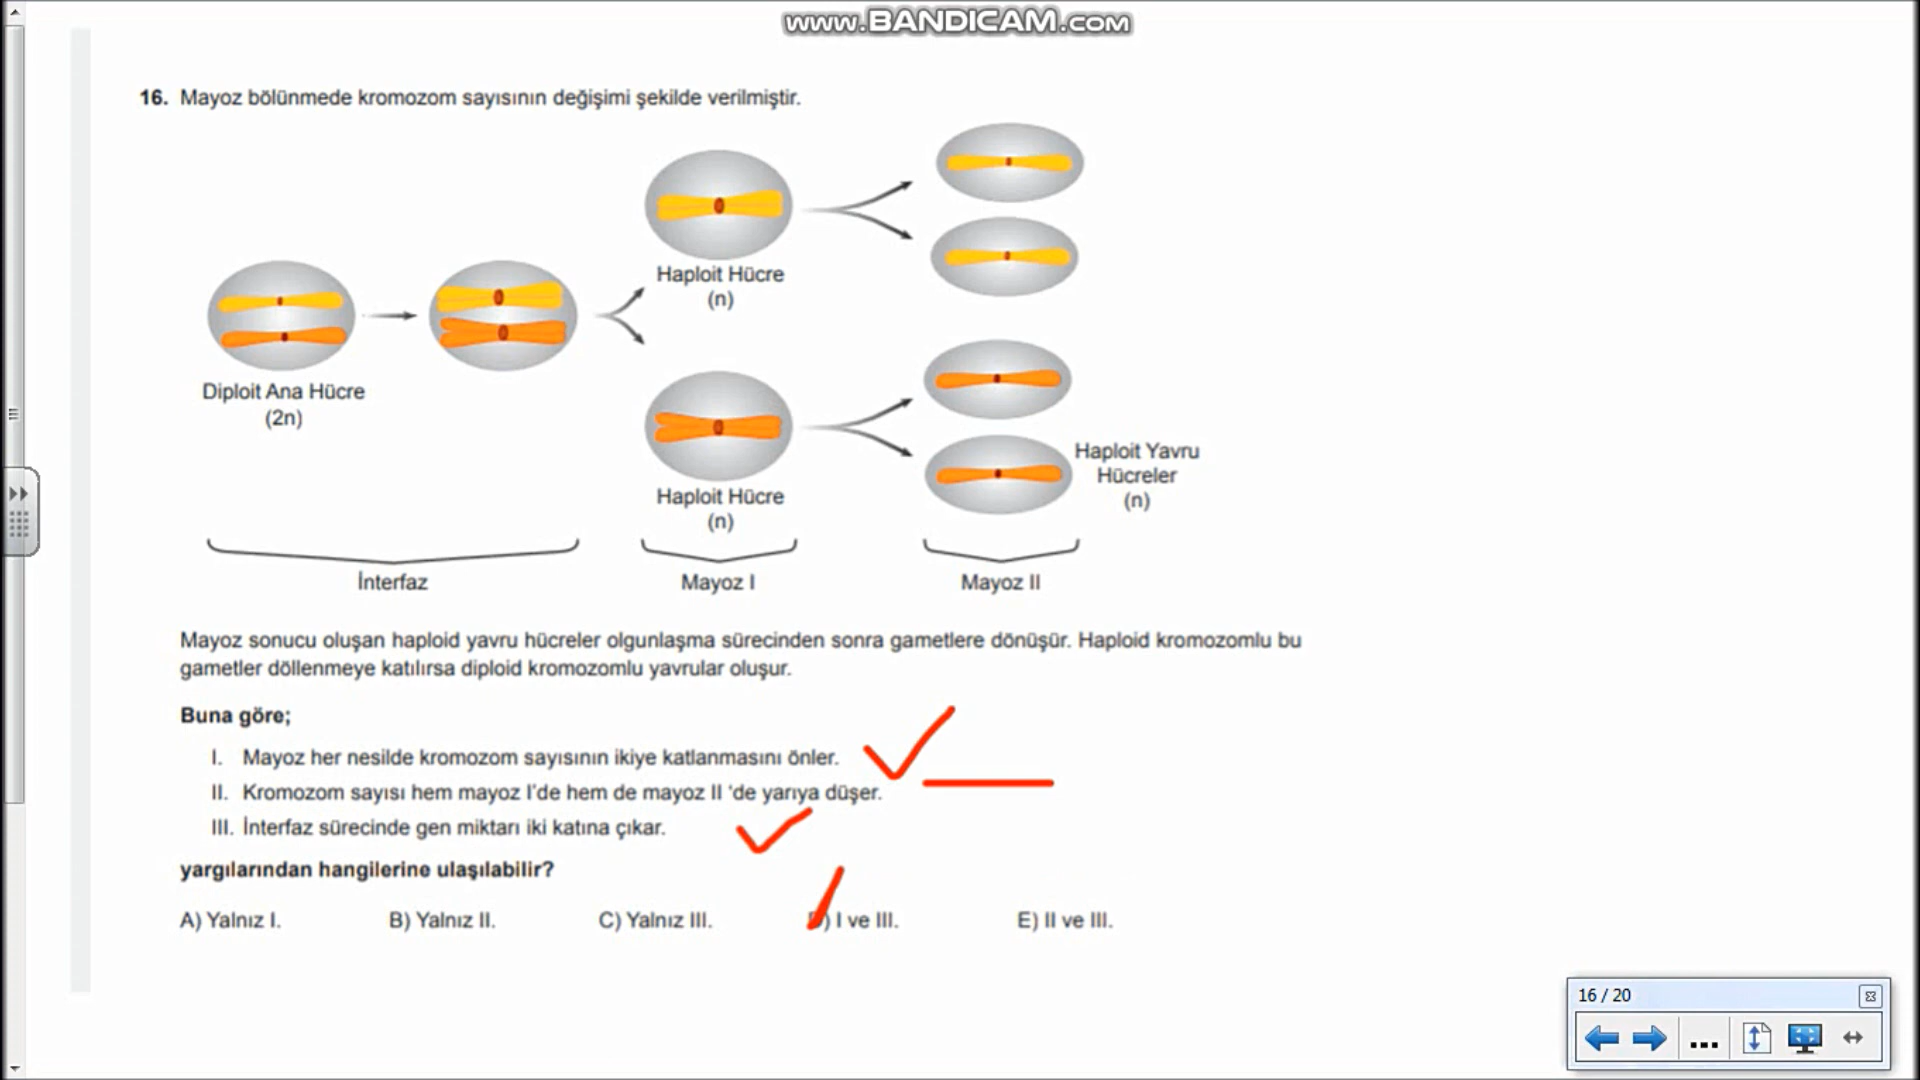 www.BANDICAM.com
16. Mayoz bölünmede kromozom sayısının değişimi şekilde verilmiştir.
Haploit Hücre
(n)
Diploit Ana Hücre
(2n)
Haploit Yavru
Hücreler
(n)
Haploit Hücre
(n)
İnterfaz
Mayoz I
Mayoz II
Mayoz sonucu oluşan haploid yavru hücreler olgunlaşma sürecinden sonra gametlere dönüşür. Haploid kromozomlu bu
gametler döllenmeye katılırsa diploid kromozomlu yavrular oluşur.
Buna göre;
I. Mayoz her nesilde kromozom sayısının ikiye katlanmasını önler.
II. Kromozom sayısı hem mayoz I'de hem de mayoz II 'de yarıya düşer.
III. İnterfaz sürecinde gen miktarı iki katına çıkar.
yargılarından hangilerine ulaşılabilir?
A) Yalnız I. B) Yalnız II. C) Yalnız III. D) I ve III. E) II ve III.
16 / 20